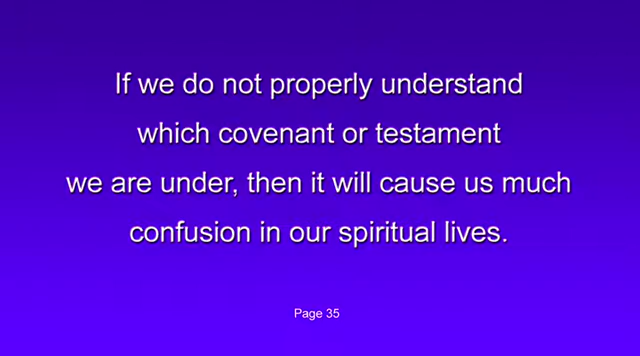 If we do not properly understand
which covenant or testament
we are under, then it will cause us much
confusion in our spiritual lives.
Page 35